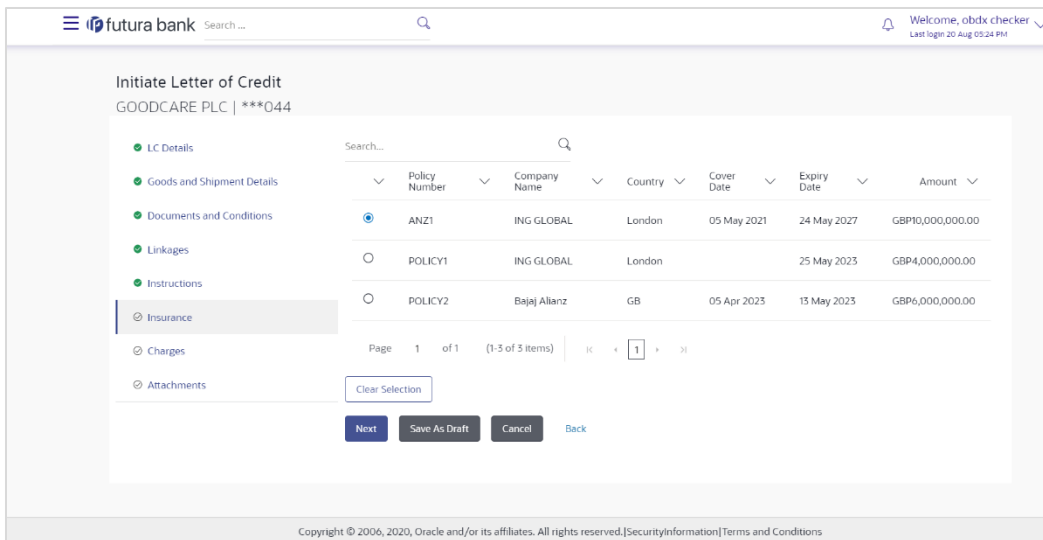 futura bank Search ...
Welcome, obdx checker
Last login 20 Aug 05:24 PM
Initiate Letter of Credit
GOODCARE PLC | ***044
LC Details
Goods and Shipment Details
Documents and Conditions
Linkages
Instructions
Insurance
Charges
Attachments
Search...
Policy Number Company Name Country Cover Date Expiry Date Amount
ANZ1 ING GLOBAL London 05 May 2021 24 May 2027 GBP10,000,000.00
POLICY1 ING GLOBAL London 25 May 2023 GBP4,000,000.00
POLICY2 Bajaj Alianz GB 05 Apr 2023 13 May 2023 GBP6,000,000.00
Page 1 of 1 (1-3 of 3 items) 1
Clear Selection
Next Save As Draft Cancel Back
Copyright © 2006, 2020, Oracle and/or its affiliates. All rights reserved.|SecurityInformation|Terms and Conditions